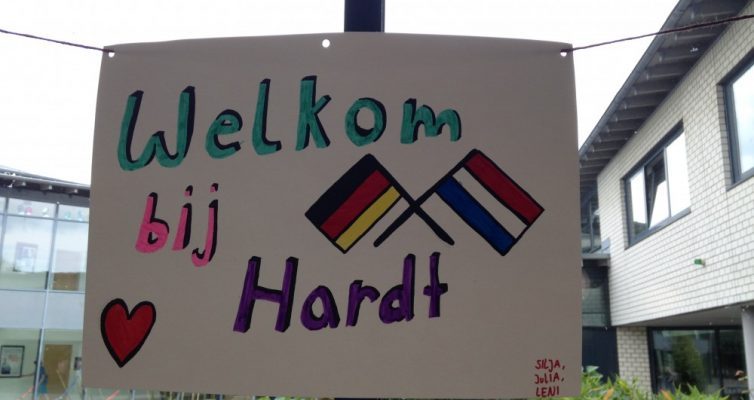 Welkom
bij
Hardt
SILJA,
JULIA,
LENI